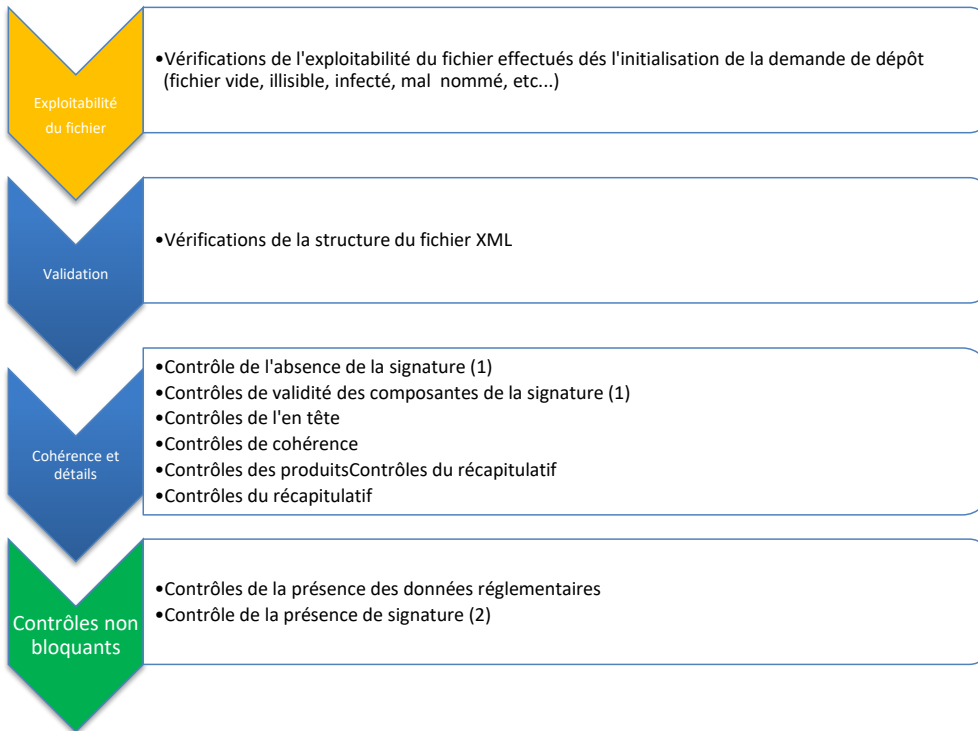 Exploitabilité
du fichier
•Vérifications de l'exploitabilité du fichier effectués dés l'initialisation de la demande de dépôt
(fichier vide, illisible, infecté, mal nommé, etc...)
Validation
•Vérifications de la structure du fichier XML
Cohérence et
détails
•Contrôle de l'absence de la signature (1)
•Contrôles de validité des composantes de la signature (1)
•Contrôles de l'en tête
•Contrôles de cohérence
•Contrôles des produitsContrôles du récapitulatif
•Contrôles du récapitulatif
Contrôles non
bloquants
•Contrôles de la présence des données réglementaires
•Contrôle de la présence de signature (2)